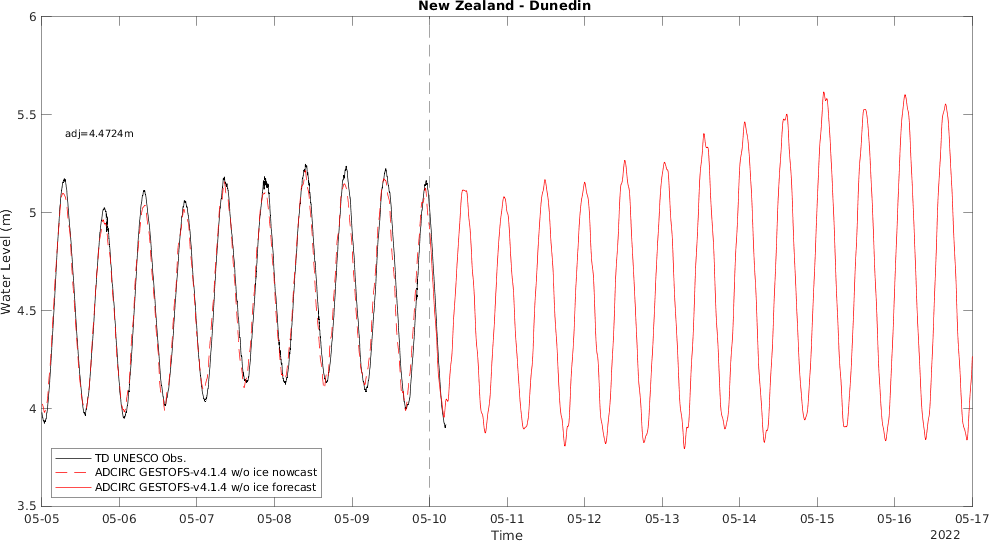 New Zealand - Dunedin
6
5.5
5
4.5
4
3.5
Water Level (m)
adj=4.4724m
TD UNESCO Obs.
ADCIRC GESTOFS-v4.1.4 w/o ice nowcast
ADCIRC GESTOFS-v4.1.4 w/o ice forecast
05-05 05-06 05-07 05-08 05-09 05-10 05-11 05-12 05-13 05-14 05-15 05-16 05-17
Time
2022